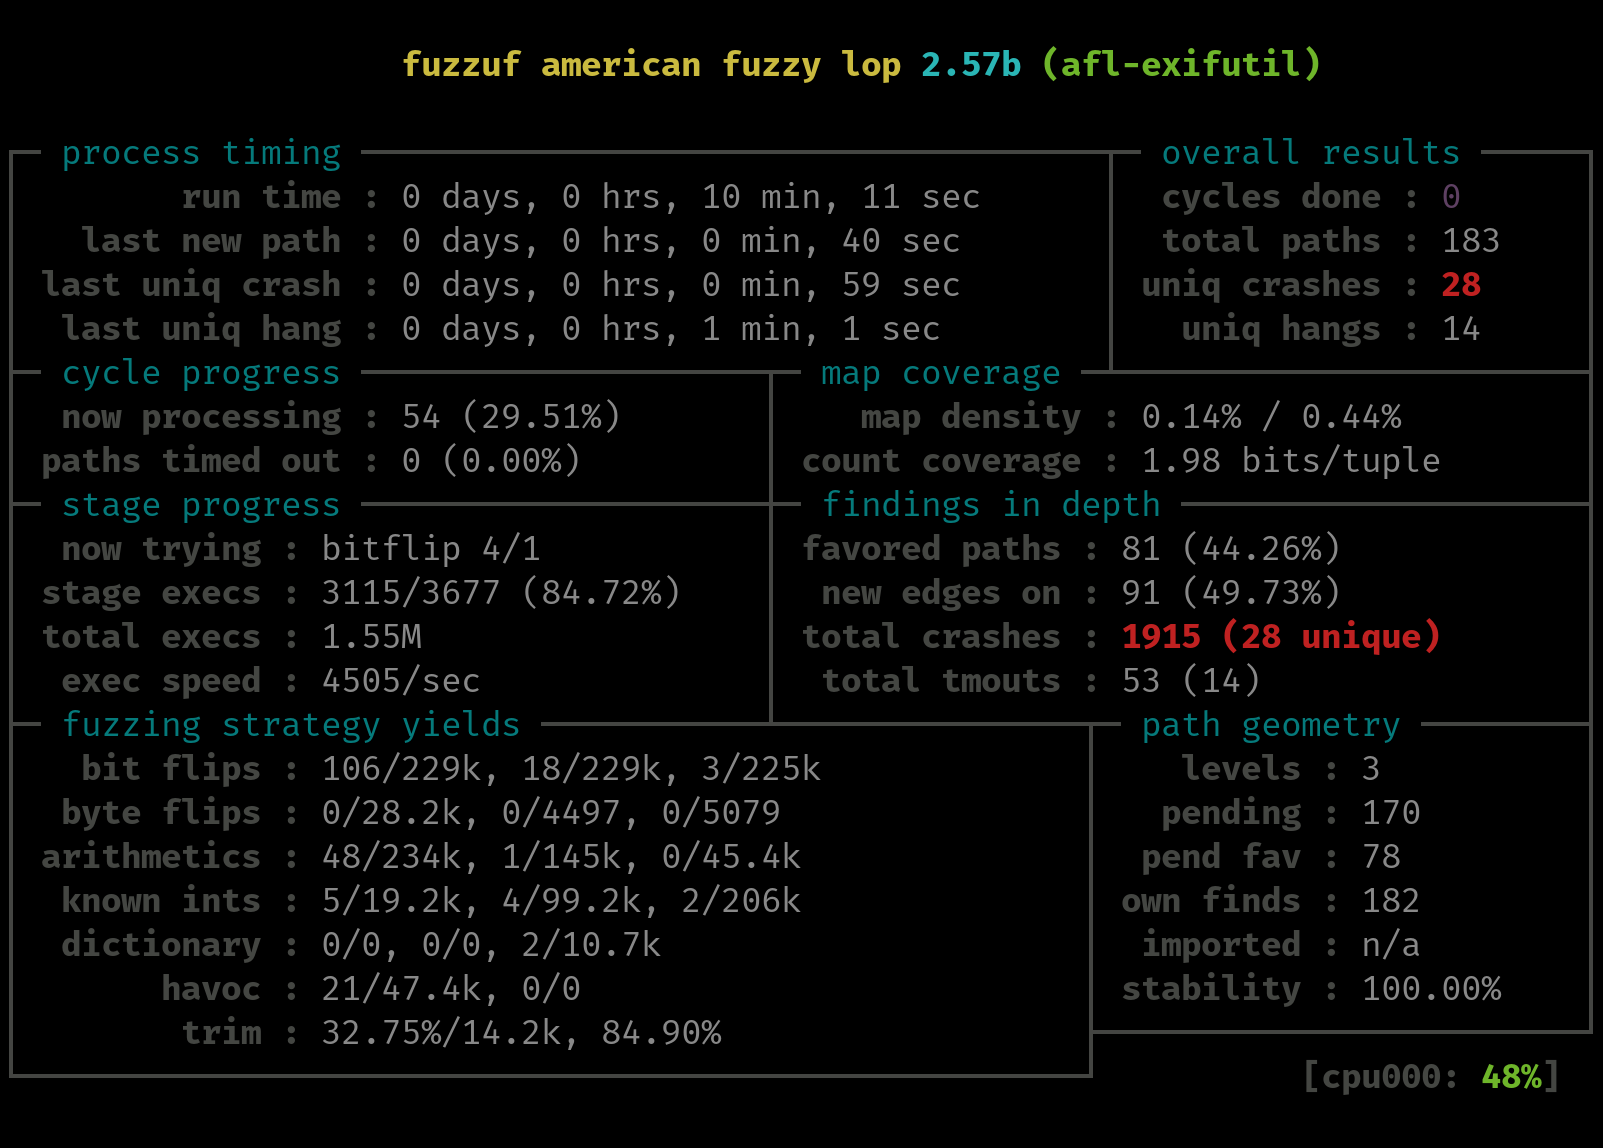 fuzzuf american fuzzy lop 2.57b (afl-exifutil)
process timing overall results
run time : 0 days, 0 hrs, 10 min, 11 sec cycles done : 0
last new path : 0 days, 0 hrs, 0 min, 40 sec total paths : 183
last uniq crash : 0 days, 0 hrs, 0 min, 59 sec uniq crashes : 28
last uniq hang : 0 days, 0 hrs, 1 min, 1 sec uniq hangs : 14
cycle progress map coverage
now processing : 54 (29.51%) map density : 0.14% / 0.44%
paths timed out : 0 (0.00%) count coverage : 1.98 bits/tuple
stage progress findings in depth
now trying : bitflip 4/1 favored paths : 81 (44.26%)
stage execs : 3115/3677 (84.72%) new edges on : 91 (49.73%)
total execs : 1.55M total crashes : 1915 (28 unique)
exec speed : 4505/sec total tmouts : 53 (14)
fuzzing strategy yields path geometry
bit flips : 106/229k, 18/229k, 3/225k levels : 3
byte flips : 0/28.2k, 0/4497, 0/5079 pending : 170
arithmetics : 48/234k, 1/145k, 0/45.4k pend fav : 78
known ints : 5/19.2k, 4/99.2k, 2/206k own finds : 182
dictionary : 0/0, 0/0, 2/10.7k imported : n/a
havoc : 21/47.4k, 0/0 stability : 100.00%
trim : 32.75%/14.2k, 84.90%
[cpu000: 48%]